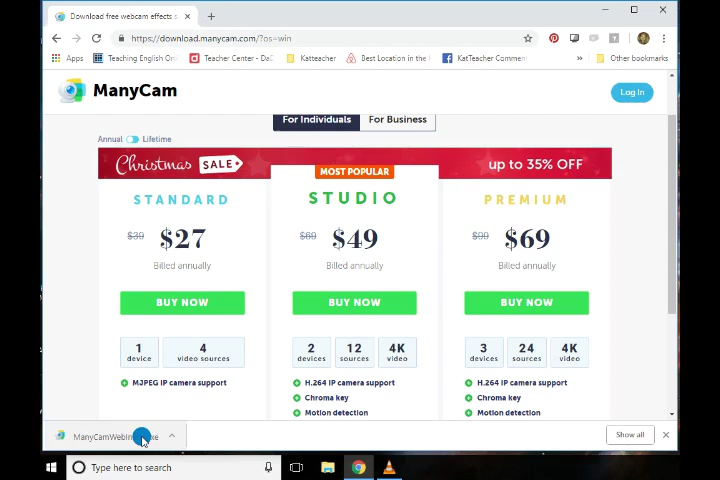 Download free webcam effects s
https://download.manycam.com/?os=win
Apps Teaching English On Teacher Center - Da Katteacher Best Location in the KatTeacher Comment » Other bookmarks
ManyCam
Log In
For Individuals For Business
Annual Lifetime
Christmas SALE up to 35% OFF
MOST POPULAR
STANDARD STUDIO PREMIUM
$39 $27 $69 $49 $99 $69
Billed annually Billed annually Billed annually
BUY NOW BUY NOW BUY NOW
1 4 2 12 4K 3 24 4K
device video sources devices sources video devices sources video
MJPEG IP camera support H.264 IP camera support H.264 IP camera support
Chroma key Chroma key
Motion detection Motion detection
ManyCamWebIn xe Show all
Type here to search